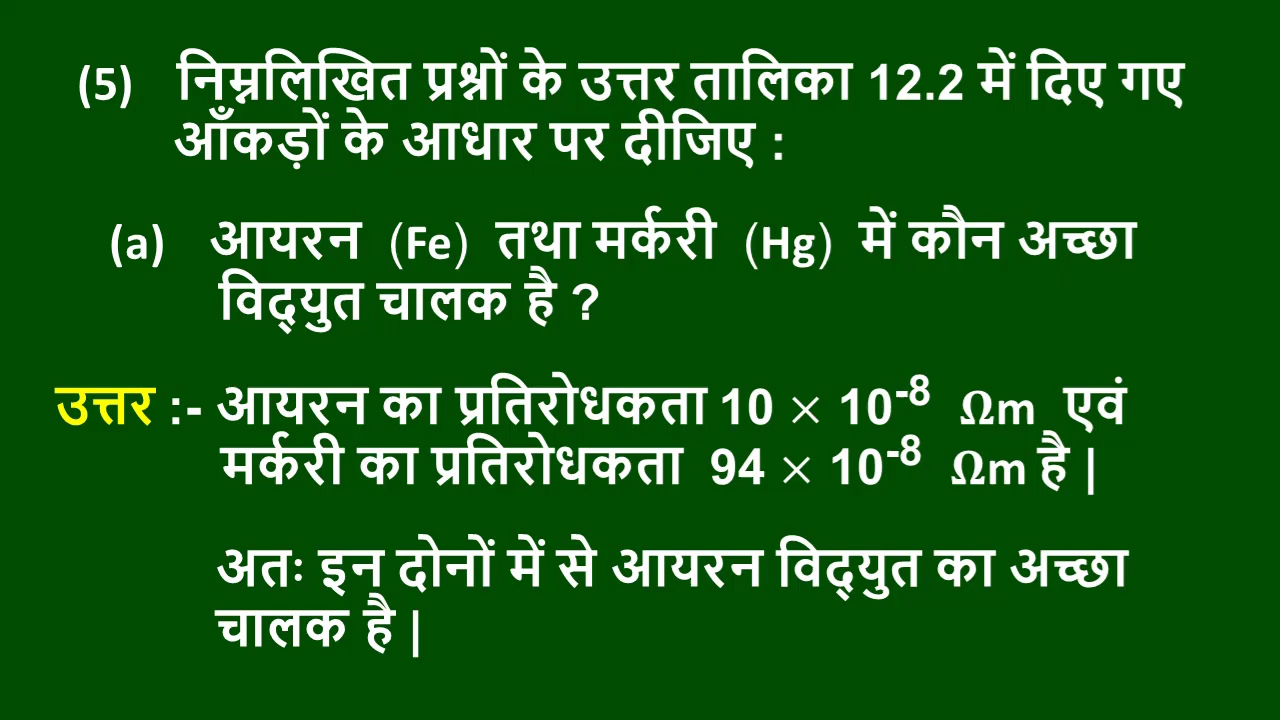 (5) निम्नलिखित प्रश्नों के उत्तर तालिका 12.2 में दिए गए
आँकड़ों के आधार पर दीजिए :
(a) आयरन (Fe) तथा मर्करी (Hg) में कौन अच्छा
विद्युत चालक है ?
उत्तर :- आयरन का प्रतिरोधकता 10 × 10⁻⁸ Ωm एवं
मर्करी का प्रतिरोधकता 94 × 10⁻⁸ Ωm है |
अतः इन दोनों में से आयरन विद्युत का अच्छा
चालक है |